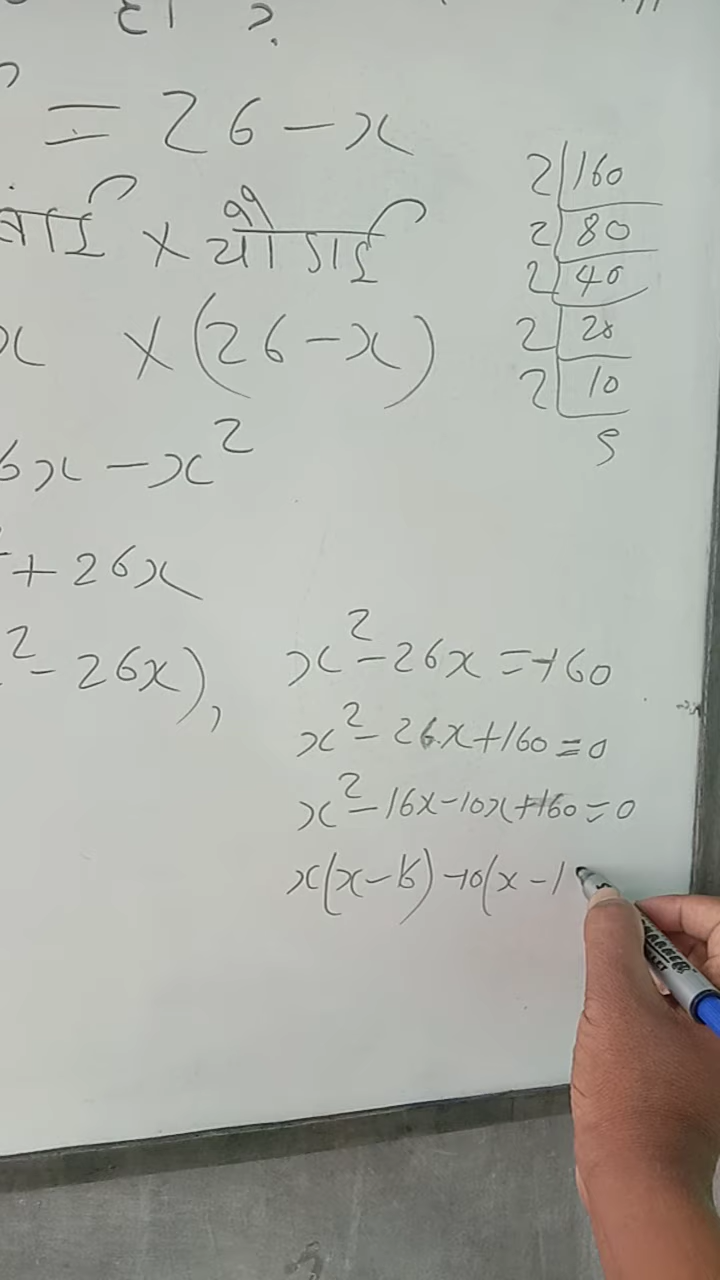 = 26 - x
× चौड़ाई
x × (26 - x)
6x - x²
+ 26x
² - 26x),
2 | 160
2 | 80
2 | 40
2 | 20
2 | 10
5
x² - 26x = -160
x² - 26x + 160 = 0
x² - 16x - 10x + 160 = 0
x(x - 16) - 10(x - 1